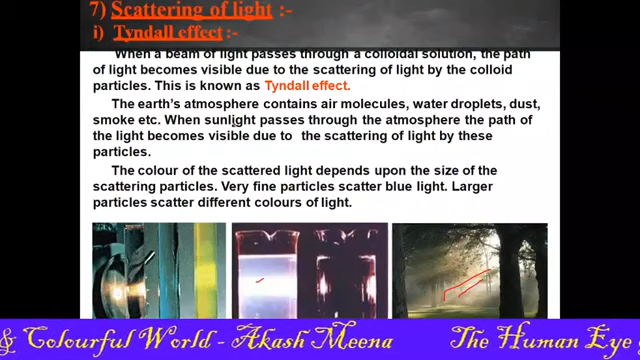 7) Scattering of light :-
i) Tyndall effect :-
When a beam of light passes through a colloidal solution, the path
of light becomes visible due to the scattering of light by the colloid
particles. This is known as Tyndall effect.
The earth's atmosphere contains air molecules, water droplets, dust,
smoke etc. When sunlight passes through the atmosphere the path of
the light becomes visible due to the scattering of light by these
particles.
The colour of the scattered light depends upon the size of the
scattering particles. Very fine particles scatter blue light. Larger
particles scatter different colours of light.
& Colourful World - Akash Meena The Human Eye